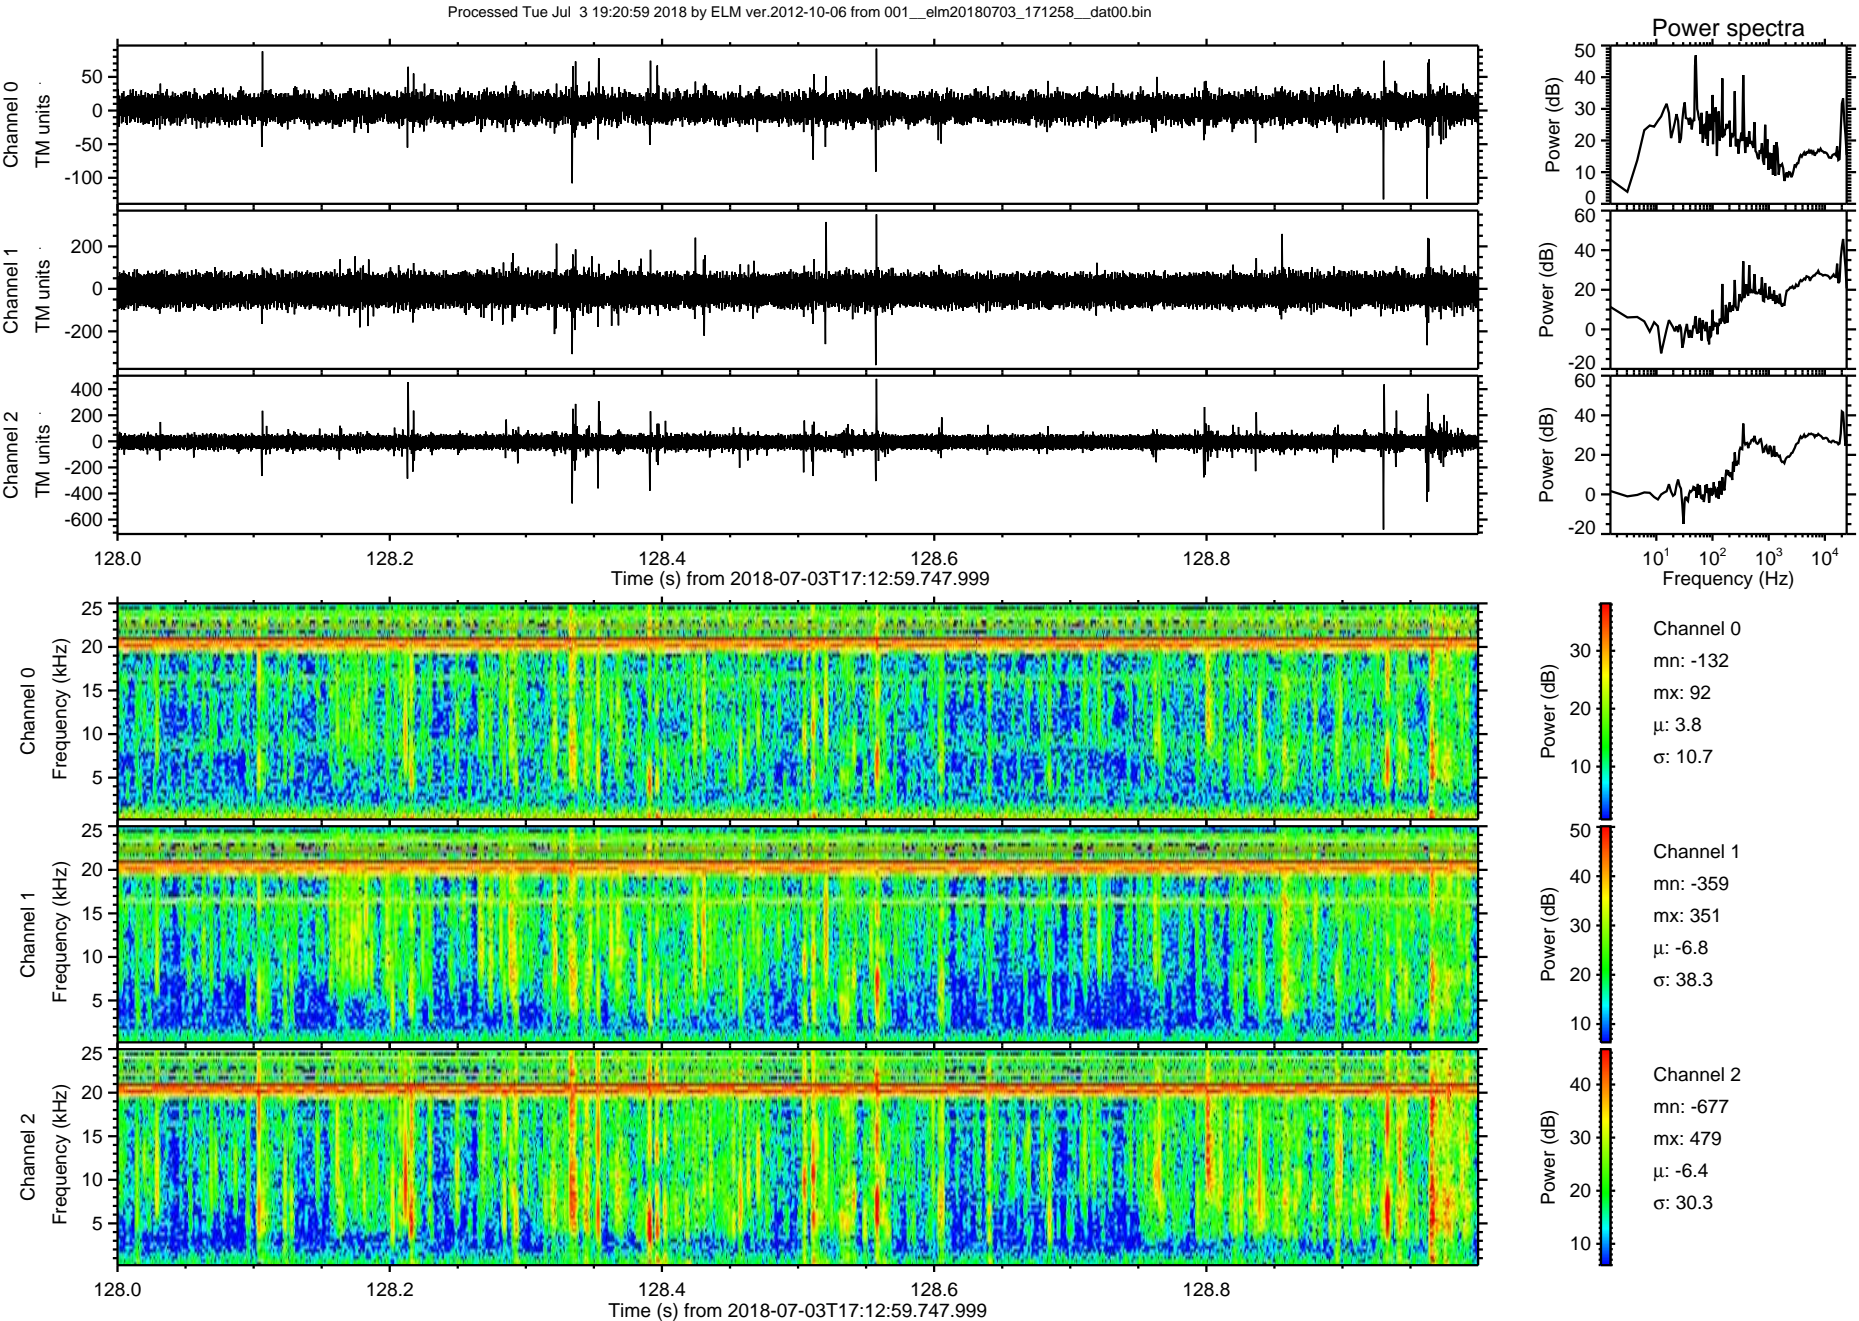 Processed Tue Jul 3 19:20:59 2018 by ELM ver.2012-10-06 from 001__elm20180703_171258__dat00.bin
Power spectra
Channel 0
TM units
50
0
-50
-100
Power (dB)
50
40
30
20
10
0
Channel 1
TM units
200
0
-200
Power (dB)
60
40
20
0
-20
Channel 2
TM units
400
200
0
-200
-400
-600
Power (dB)
60
40
20
0
-20
128.0 128.2 128.4 128.6 128.8
Time (s) from 2018-07-03T17:12:59.747.999
10^1 10^2 10^3 10^4
Frequency (Hz)
Channel 0
Frequency (kHz)
25
20
15
10
5
Power (dB)
30
20
10
Channel 0
mn: -132
mx: 92
μ: 3.8
σ: 10.7
Channel 1
Frequency (kHz)
25
20
15
10
5
Power (dB)
50
40
30
20
10
Channel 1
mn: -359
mx: 351
μ: -6.8
σ: 38.3
Channel 2
Frequency (kHz)
25
20
15
10
5
Power (dB)
40
30
20
10
Channel 2
mn: -677
mx: 479
μ: -6.4
σ: 30.3
128.0 128.2 128.4 128.6 128.8
Time (s) from 2018-07-03T17:12:59.747.999